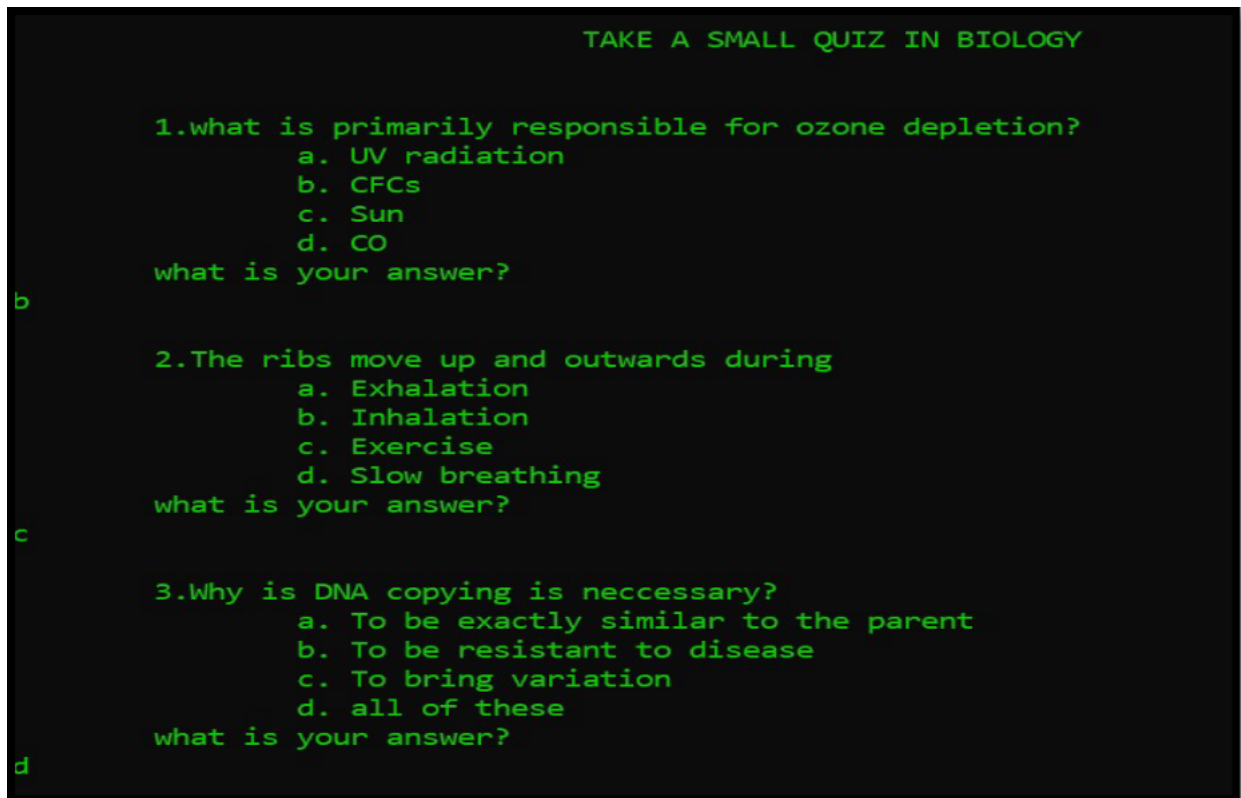 TAKE A SMALL QUIZ IN BIOLOGY
1.what is primarily responsible for ozone depletion?
a. UV radiation
b. CFCs
c. Sun
d. CO
what is your answer?
b
2.The ribs move up and outwards during
a. Exhalation
b. Inhalation
c. Exercise
d. Slow breathing
what is your answer?
c
3.Why is DNA copying is neccessary?
a. To be exactly similar to the parent
b. To be resistant to disease
c. To bring variation
d. all of these
what is your answer?
d